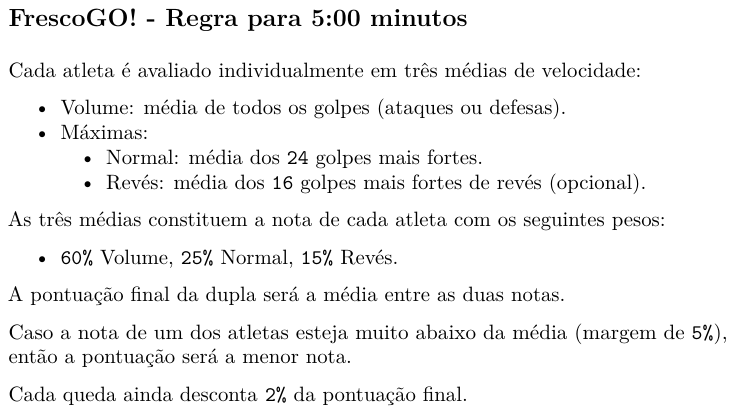 FrescoGO! - Regra para 5:00 minutos
Cada atleta é avaliado individualmente em três médias de velocidade:
• Volume: média de todos os golpes (ataques ou defesas).
• Máximas:
• Normal: média dos 24 golpes mais fortes.
• Revés: média dos 16 golpes mais fortes de revés (opcional).
As três médias constituem a nota de cada atleta com os seguintes pesos:
• 60% Volume, 25% Normal, 15% Revés.
A pontuação final da dupla será a média entre as duas notas.
Caso a nota de um dos atletas esteja muito abaixo da média (margem de 5%),
então a pontuação será a menor nota.
Cada queda ainda desconta 2% da pontuação final.